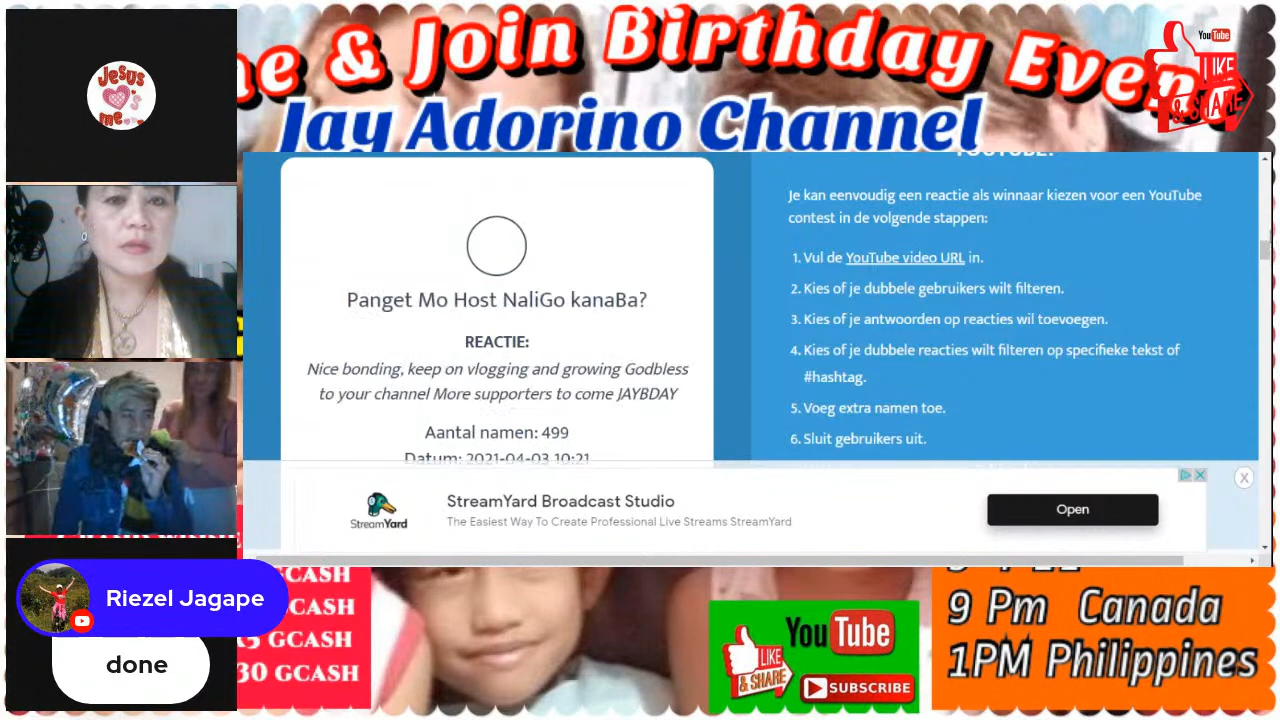 & Join Birthday
Jay Adorino Channel
YouTube
LIKE
& SHARE
Jesus
me
Panget Mo Host NaliGo kanaBa?
REACTIE:
Nice bonding, keep on vlogging and growing Godbless
to your channel More supporters to come JAYBDAY
Aantal namen: 499
Datum: 2021-04-03 10:21
Je kan eenvoudig een reactie als winnaar kiezen voor een YouTube
contest in de volgende stappen:
1. Vul de YouTube video URL in.
2. Kies of je dubbele gebruikers wilt filteren.
3. Kies of je antwoorden op reacties wil toevoegen.
4. Kies of je dubbele reacties wilt filteren op specifieke tekst of
#hashtag.
5. Voeg extra namen toe.
6. Sluit gebruikers uit.
StreamYard
StreamYard Broadcast Studio
The Easiest Way To Create Professional Live Streams StreamYard
Open
X
Riezel Jagape
done
GCASH
GCASH
GCASH
30 GCASH
YouTube
LIKE
& SHARE
SUBSCRIBE
9 Pm Canada
1PM Philippines